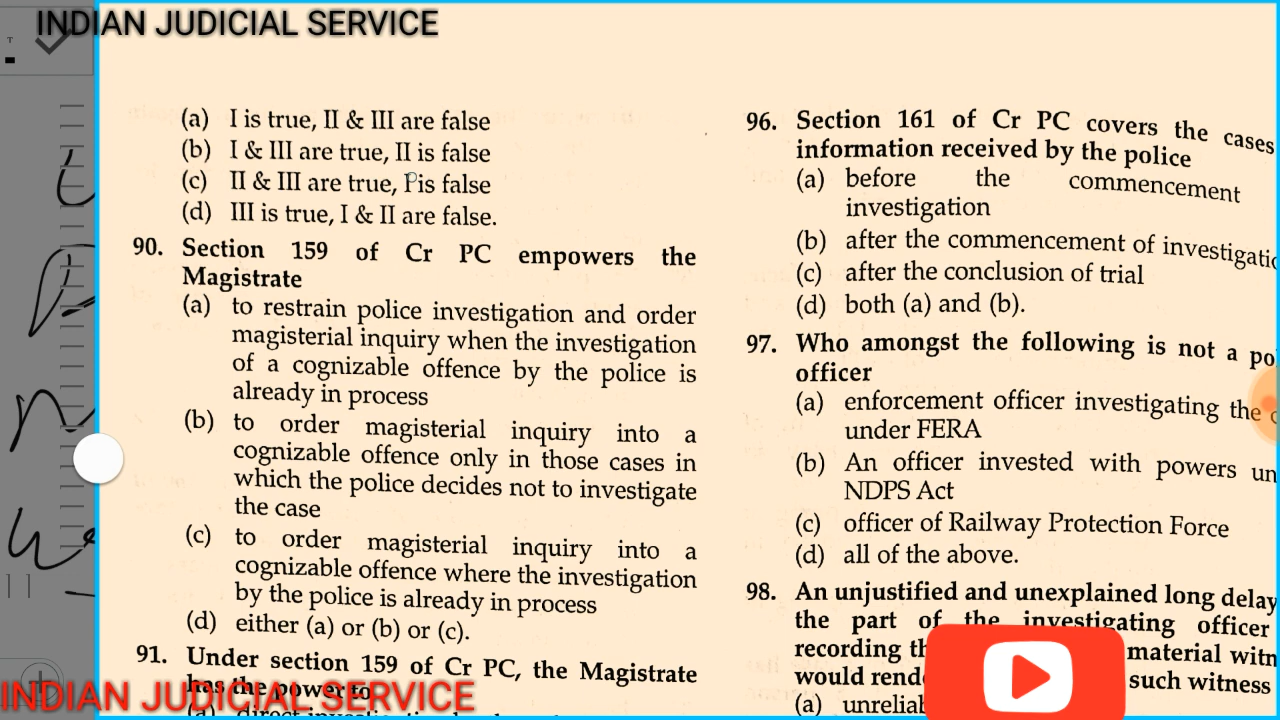 INDIAN JUDICIAL SERVICE
(a) I is true, II & III are false
(b) I & III are true, II is false
(c) II & III are true, I is false
(d) III is true, I & II are false.
90. Section 159 of Cr PC empowers the
Magistrate
(a) to restrain police investigation and order
magisterial inquiry when the investigation
of a cognizable offence by the police is
already in process
(b) to order magisterial inquiry into a
cognizable offence only in those cases in
which the police decides not to investigate
the case
(c) to order magisterial inquiry into a
cognizable offence where the investigation
by the police is already in process
(d) either (a) or (b) or (c).
91. Under section 159 of Cr PC, the Magistrate
has the power to
96. Section 161 of Cr PC covers the cases
information received by the police
(a) before the commencement
investigation
(b) after the commencement of
(c) after the conclusion of trial
(d) both (a) and (b).
97. Who amongst the following is not a
officer
(a) enforcement officer investigating the
under FERA
(b) An officer invested with powers
NDPS Act
(c) officer of Railway Protection Force
(d) all of the above.
98. An unjustified and unexplained long delay
the part of the investigating officer
recording material
would such witness
(a)
INDIAN JUDICIAL SERVICE